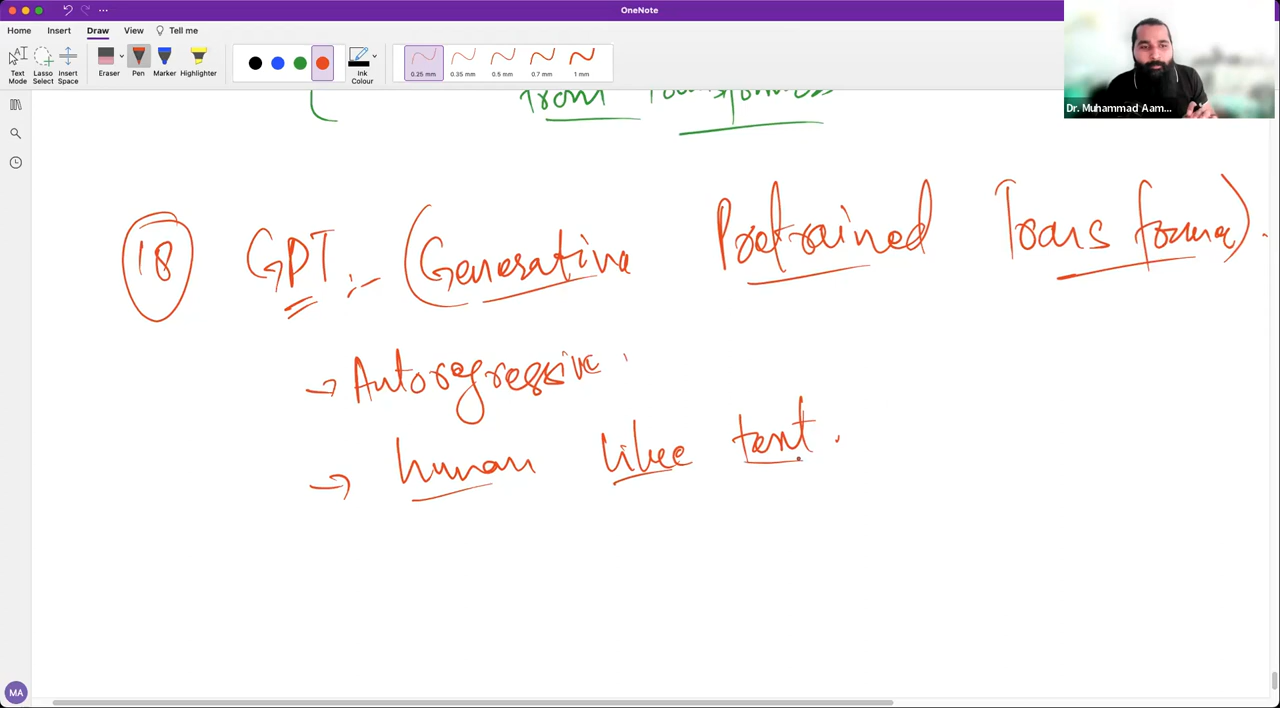 OneNote
Home Insert Draw View Tell me
Text Mode
Lasso Select
Insert Space
Eraser
Pen
Marker
Highlighter
0.25 mm
0.35 mm
0.5 mm
0.7 mm
1 mm
Ink Colour
Dr. Muhammad Aam...
from Transformers
18 GPT :- (Generative Pretrained Transformer).
→ Autoregressive
→ human like text.
MA